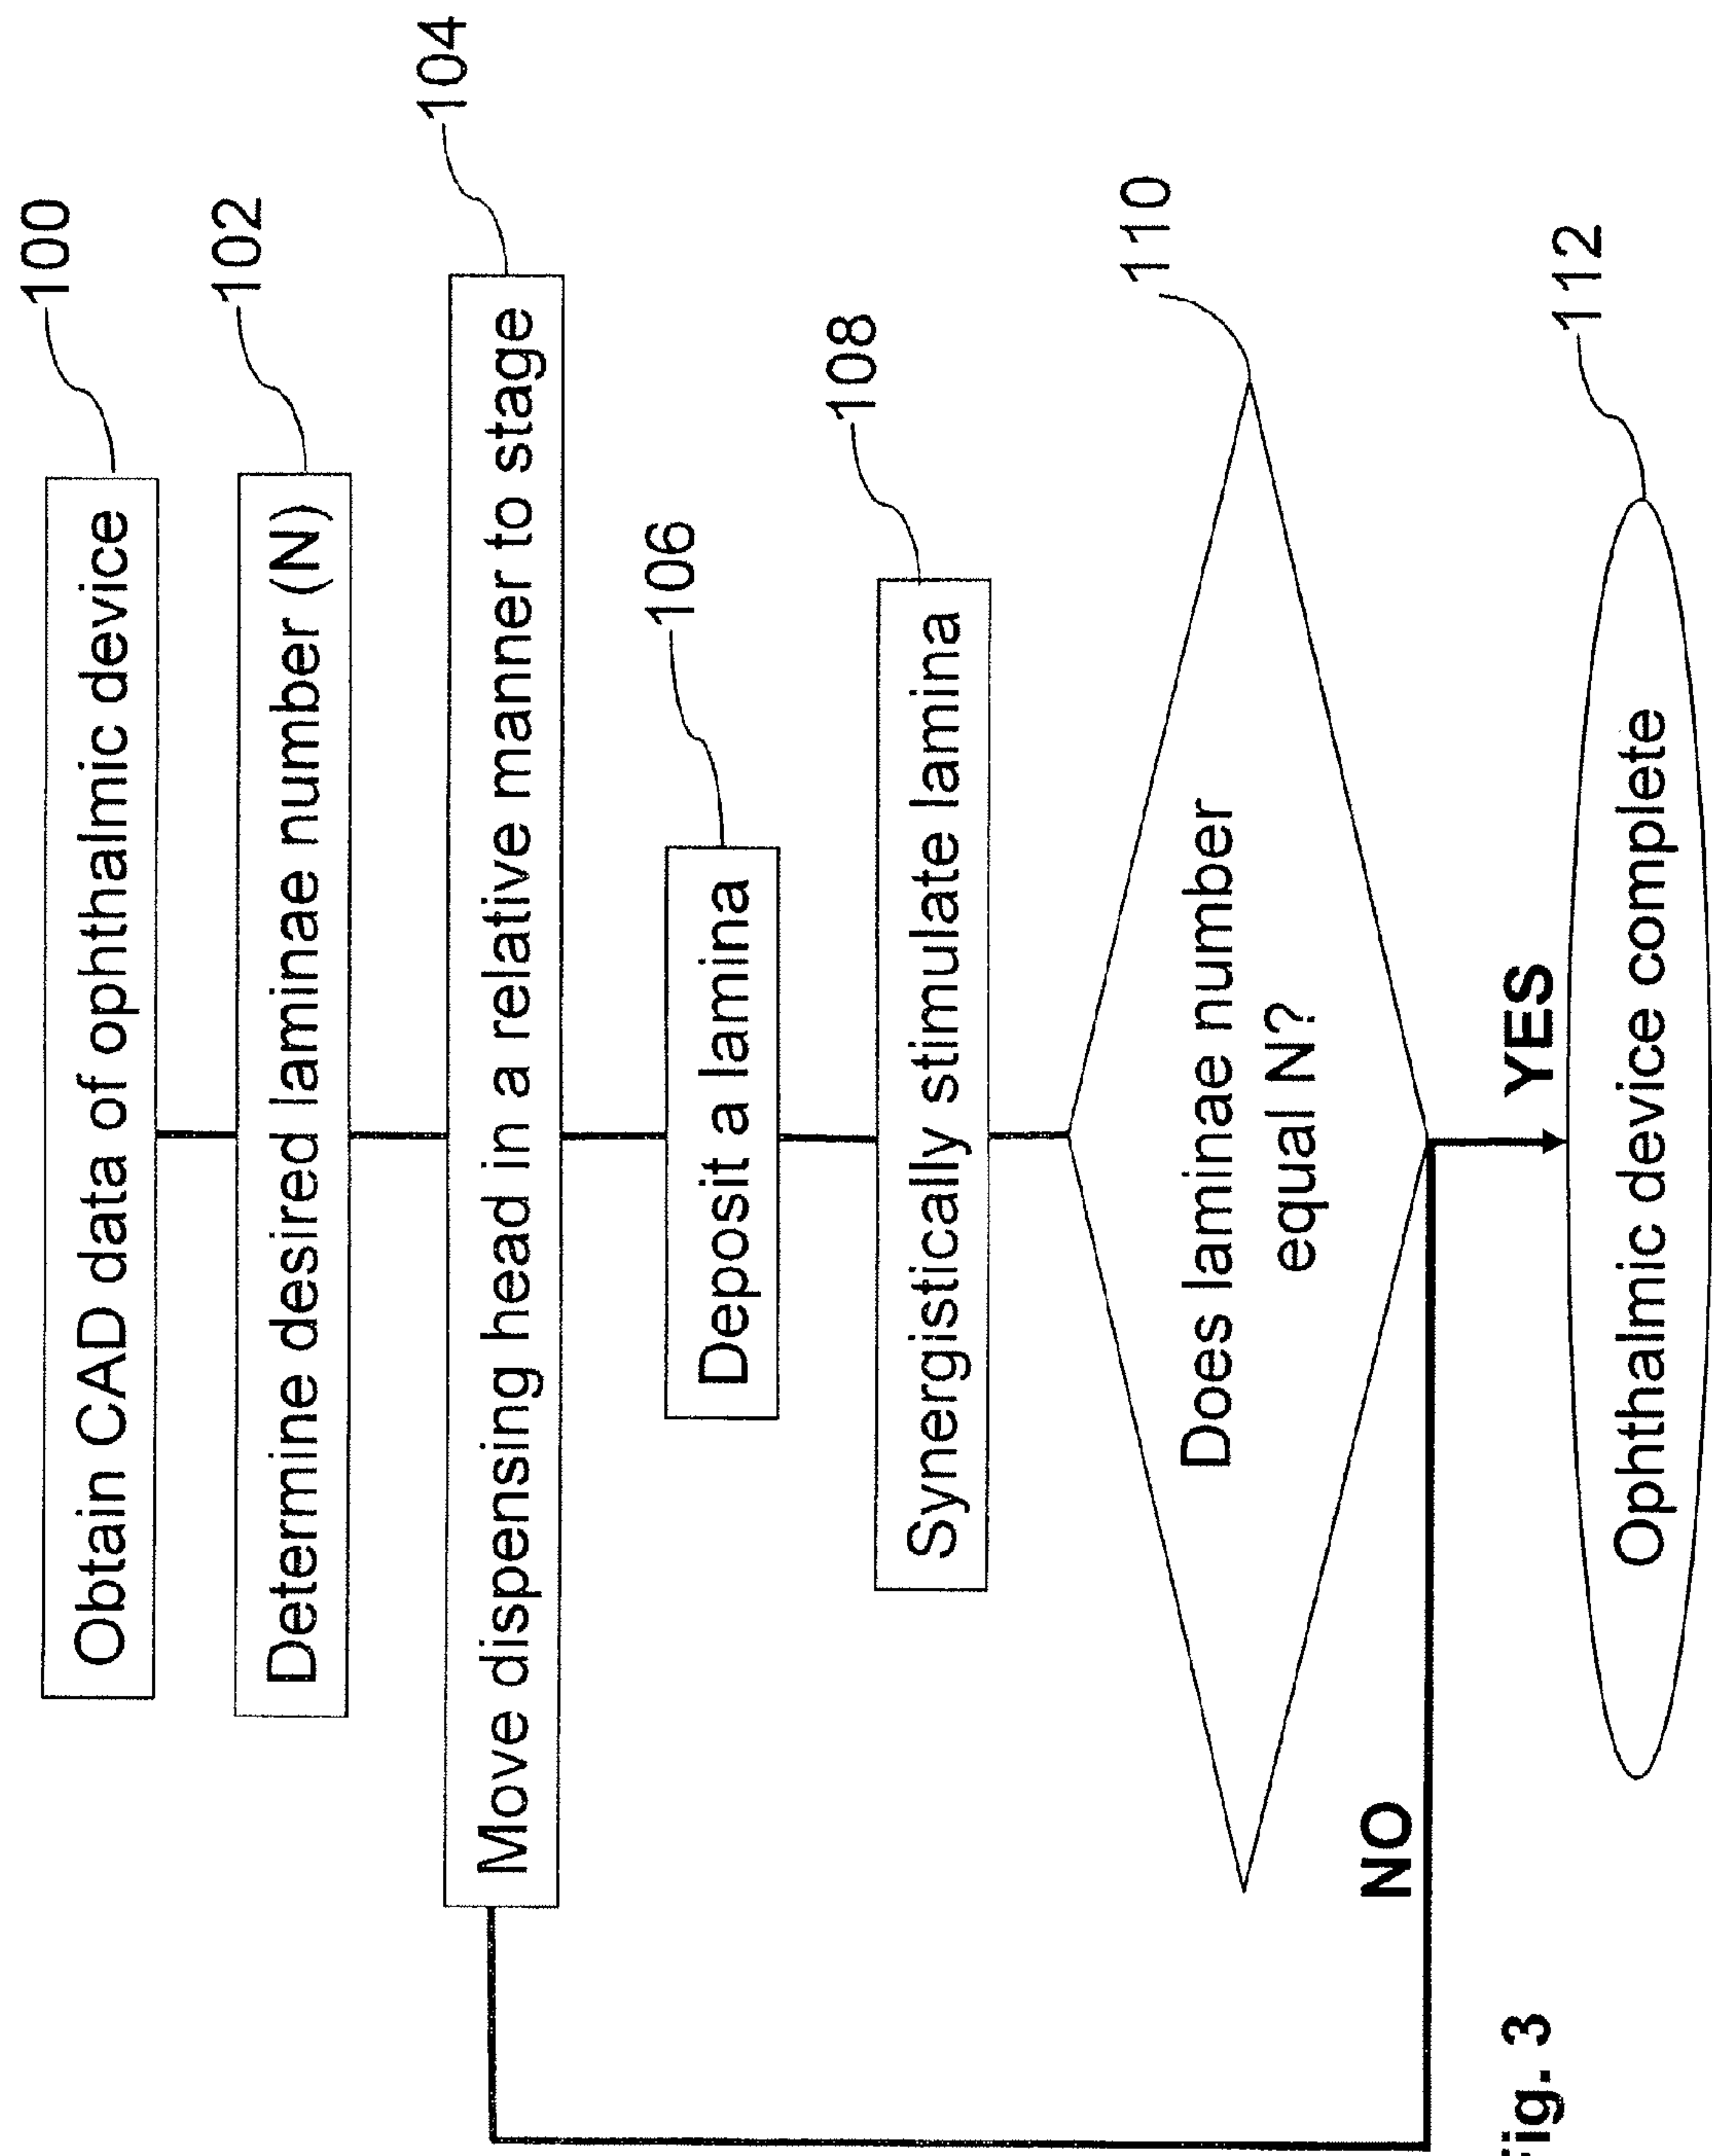 Obtain CAD data of ophthalmic device
100
Determine desired laminae number (N)
102
Move dispensing head in a relative manner to stage
104
Deposit a lamina
106
Synergistically stimulate lamina
108
Does laminae number
equal N?
110
NO
YES
Ophthalmic device complete
112
Fig. 3